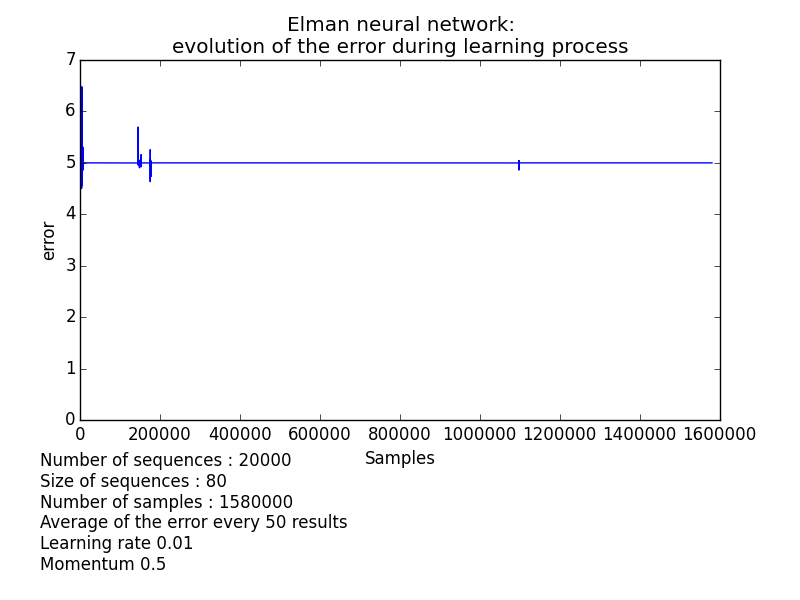 Elman neural network:
evolution of the error during learning process
7
6
5
4
3
2
1
0
error
0 200000 400000 600000 800000 1000000 1200000 1400000 1600000
Samples
Number of sequences : 20000
Size of sequences : 80
Number of samples : 1580000
Average of the error every 50 results
Learning rate 0.01
Momentum 0.5